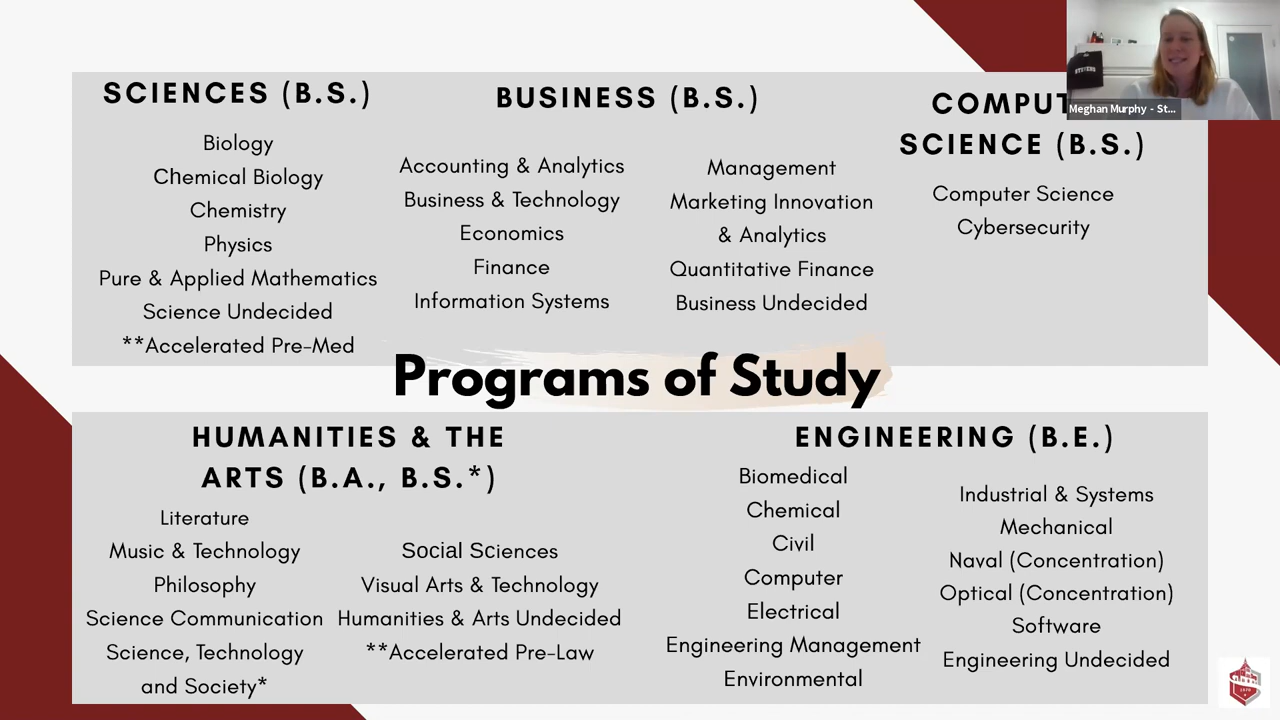 SCIENCES (B.S.)
Biology
Chemical Biology
Chemistry
Physics
Pure & Applied Mathematics
Science Undecided
**Accelerated Pre-Med
BUSINESS (B.S.)
Accounting & Analytics
Business & Technology
Economics
Finance
Information Systems
Management
Marketing Innovation
& Analytics
Quantitative Finance
Business Undecided
COMPUT
SCIENCE (B.S.)
Computer Science
Cybersecurity
STEVENS
Meghan Murphy - St...
Programs of Study
HUMANITIES & THE
ARTS (B.A., B.S.*)
Literature
Music & Technology
Philosophy
Science Communication
Science, Technology
and Society*
Social Sciences
Visual Arts & Technology
Humanities & Arts Undecided
**Accelerated Pre-Law
ENGINEERING (B.E.)
Biomedical
Chemical
Civil
Computer
Electrical
Engineering Management
Environmental
Industrial & Systems
Mechanical
Naval (Concentration)
Optical (Concentration)
Software
Engineering Undecided
1870